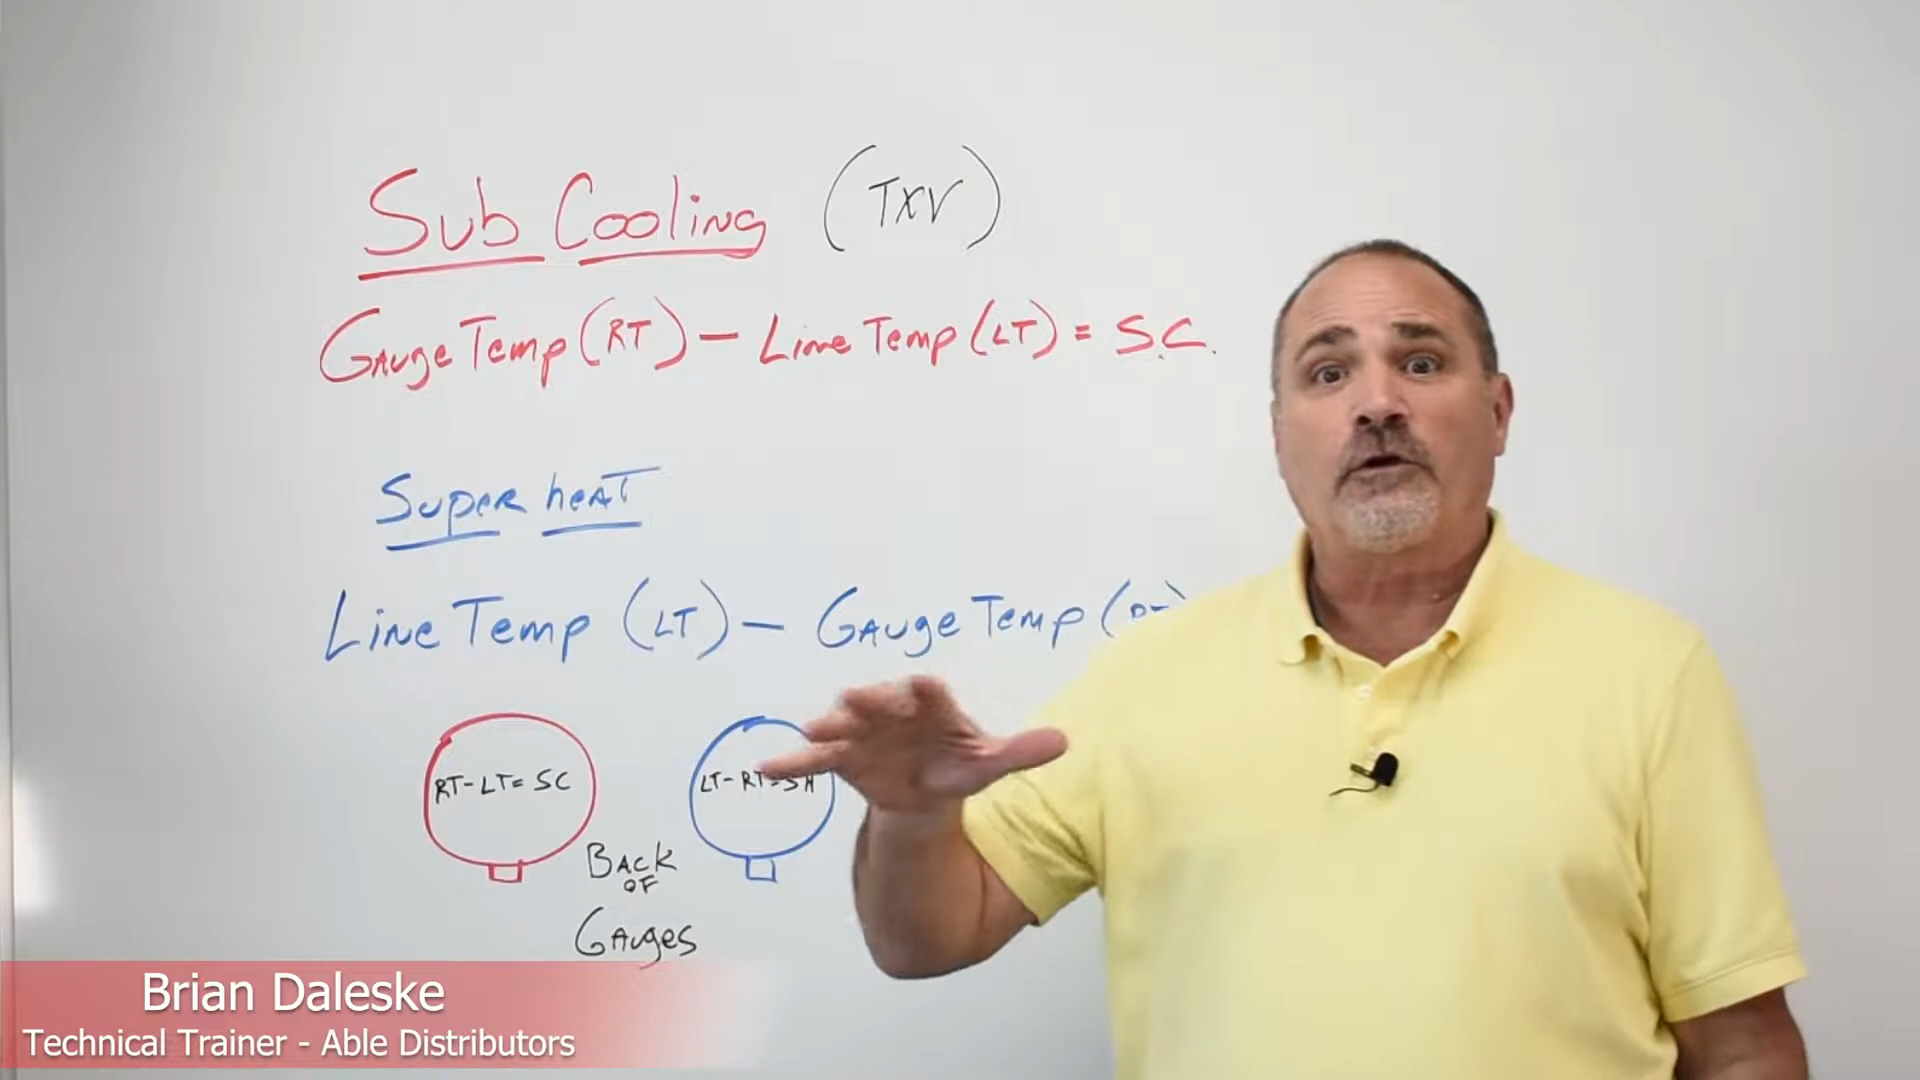 Sub Cooling (TXV)
Gauge Temp (RT) - Line Temp (LT) = S.C.
Super heat
Line Temp (LT) - Gauge Temp (
RT - LT = SC
LT - RT = SH
Back
of
Gauges
Brian Daleske
Technical Trainer - Able Distributors